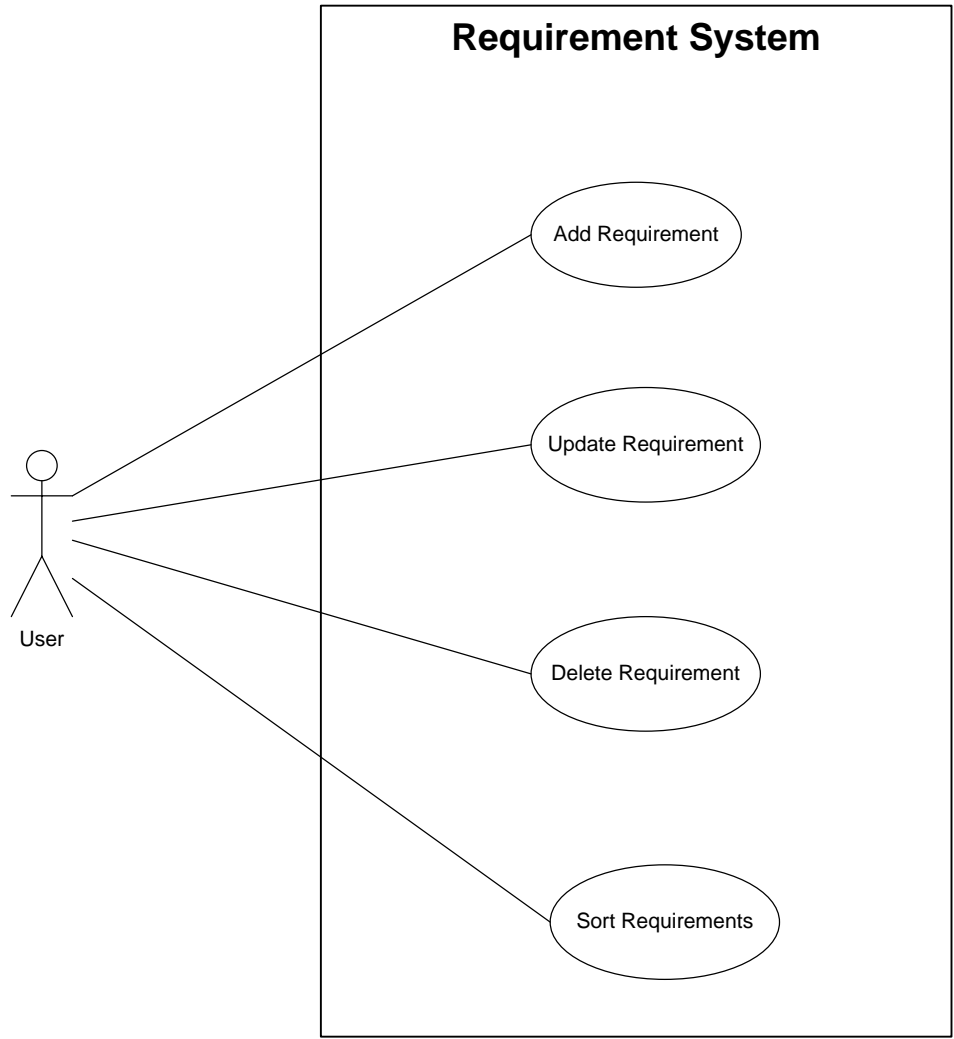 Requirement System
Add Requirement
Update Requirement
User
Delete Requirement
Sort Requirements